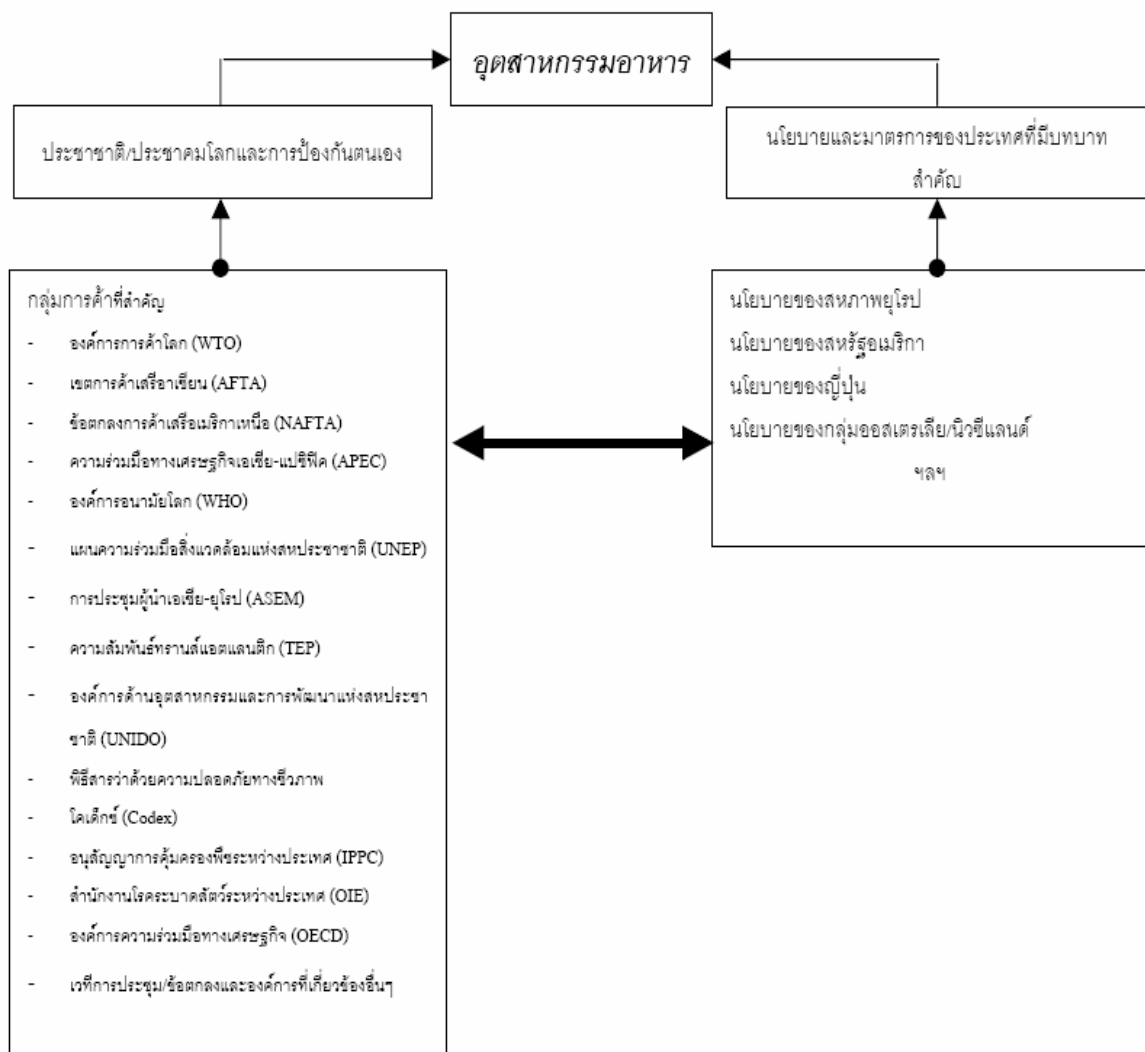 อุตสาหกรรมอาหาร
ประชาชาติ/ประชาคมโลกและการป้องกันตนเอง
นโยบายและมาตรการของประเทศที่มีบทบาท
สำคัญ
กลุ่มการค้าที่สำคัญ
- องค์การการค้าโลก (WTO)
- เขตการค้าเสรีอาเซียน (AFTA)
- ข้อตกลงการค้าเสรีอเมริกาเหนือ (NAFTA)
- ความร่วมมือทางเศรษฐกิจเอเซีย-แปซิฟิค (APEC)
- องค์การอนามัยโลก (WHO)
- แผนความร่วมมือสิ่งแวดล้อมแห่งสหประชาชาติ (UNEP)
- การประชุมผู้นำเอเซีย-ยุโรป (ASEM)
- ความสัมพันธ์ทรานส์แอตแลนติก (TEP)
- องค์การด้านอุตสาหกรรมและการพัฒนาแห่งสหประชา
ชาติ (UNIDO)
- พิธีสารว่าด้วยความปลอดภัยทางชีวภาพ
- โคเด็กซ์ (Codex)
- อนุสัญญาการคุ้มครองพืชระหว่างประเทศ (IPPC)
- สำนักงานโรคระบาดสัตว์ระหว่างประเทศ (OIE)
- องค์การความร่วมมือทางเศรษฐกิจ (OECD)
- เวทีการประชุม/ข้อตกลงและองค์การที่เกี่ยวข้องอื่นๆ
นโยบายของสหภาพยุโรป
นโยบายของสหรัฐอเมริกา
นโยบายของญี่ปุ่น
นโยบายของกลุ่มออสเตรเลีย/นิวซีแลนด์
ฯลฯ